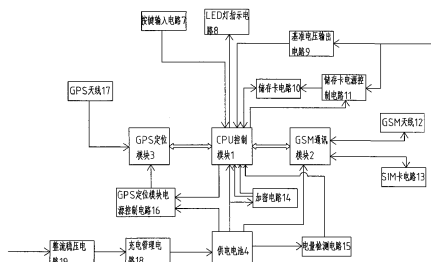 按键输入电路7
LED灯指示电
路8
基准电压输出
电路9
储存卡电路10
储存卡电源控
制电路11
GPS天线17
GSM天线12
GPS定位
模块3
CPU控制
模块1
GSM通讯
模块2
SIM卡电路13
GPS定位模块电
源控制电路16
加密电路14
整流稳压电
路19
充电管理电
路18
供电电池4
电量检测电路15